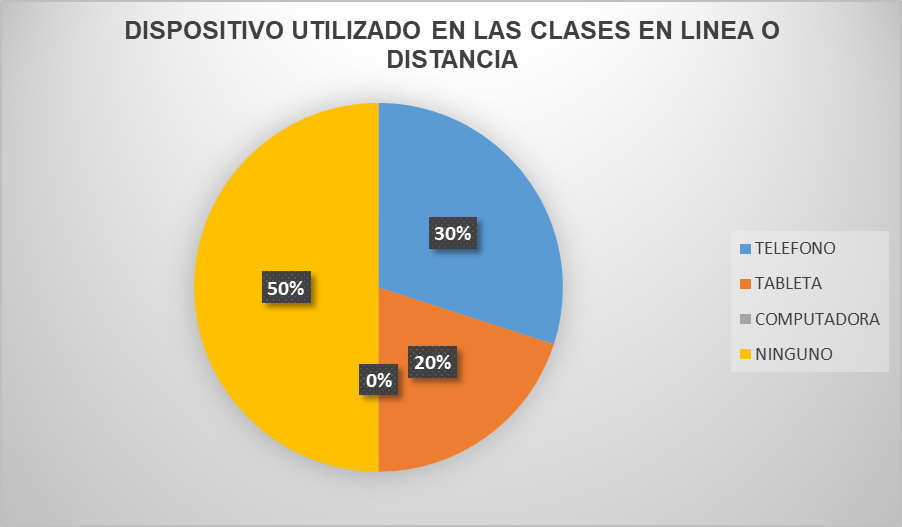 DISPOSITIVO UTILIZADO EN LAS CLASES EN LINEA O
DISTANCIA
30%
50%
20%
0%
TELEFONO
TABLETA
COMPUTADORA
NINGUNO